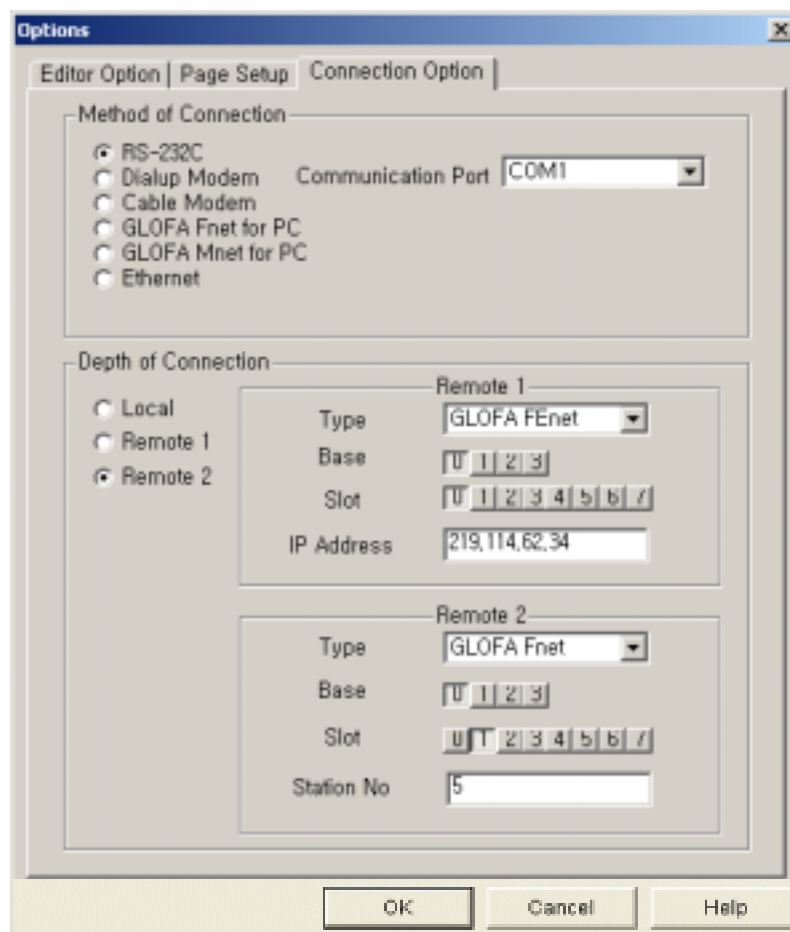 Options
Editor Option | Page Setup | Connection Option
Method of Connection
RS-232C
Dialup Modem
Communication Port COM1
Cable Modem
GLOFA Fnet for PC
GLOFA Mnet for PC
Ethernet
Depth of Connection
Local
Remote 1
Remote 2
Remote 1
Type GLOFA FEnet
Base 0 1 2 3
Slot 0 1 2 3 4 5 6 7
IP Address 219,114,62,34
Remote 2
Type GLOFA Fnet
Base 0 1 2 3
Slot 0 1 2 3 4 5 6 7
Station No 5
OK Cancel Help